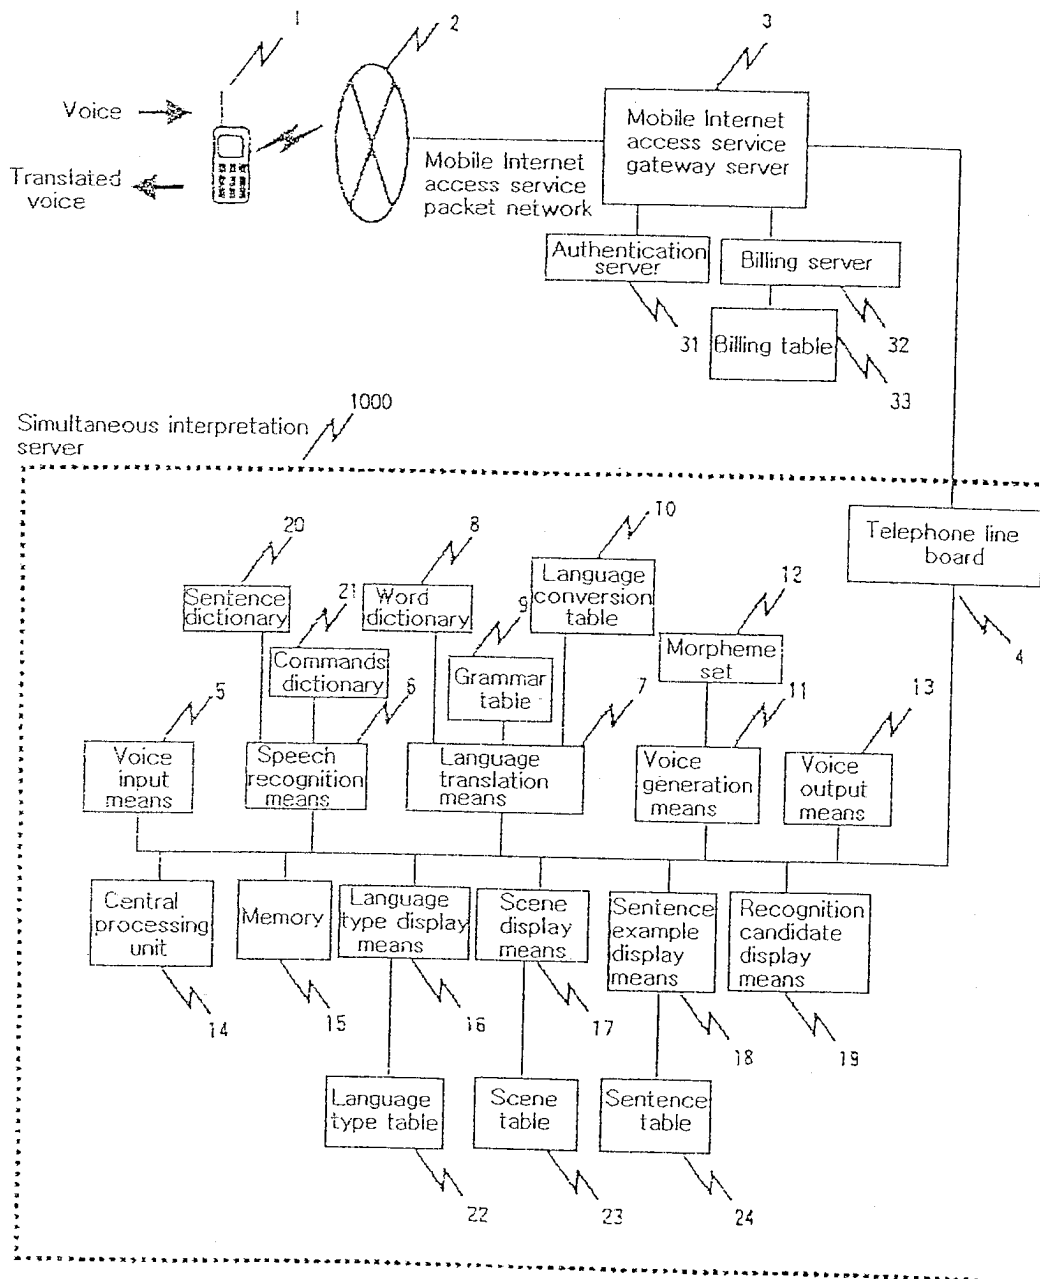 1
2
3
Voice
Translated
voice
Mobile Internet
access service
packet network
Mobile Internet
access service
gateway server
Authentication
server
Billing server
31
Billing table
32
33
Simultaneous interpretation
server
1000
Telephone line
board
4
20
Sentence
dictionary
21
Commands
dictionary
8
Word
dictionary
9
Grammar
table
10
Language
conversion
table
12
Morpheme
set
5
Voice
input
means
6
Speech
recognition
means
7
Language
translation
means
11
Voice
generation
means
13
Voice
output
means
Central
processing
unit
14
Memory
15
Language
type display
means
16
Scene
display
means
17
Sentence
example
display
means
18
Recognition
candidate
display
means
19
Language
type table
22
Scene
table
23
Sentence
table
24